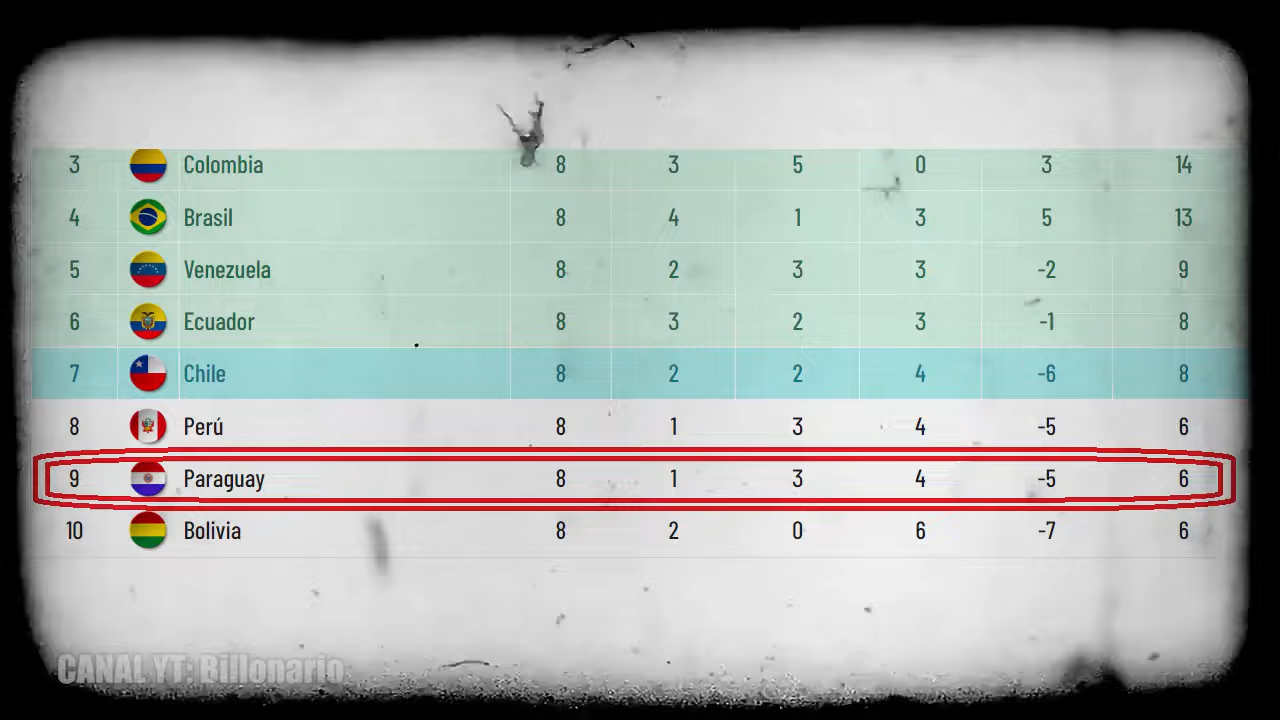 3 Colombia 8 3 5 0 3 14
4 Brasil 8 4 1 3 5 13
5 Venezuela 8 2 3 3 -2 9
6 Ecuador 8 3 2 3 -1 8
7 Chile 8 2 2 4 -6 8
8 Perú 8 1 3 4 -5 6
9 Paraguay 8 1 3 4 -5 6
10 Bolivia 8 2 0 6 -7 6
CANAL YT: Billonario